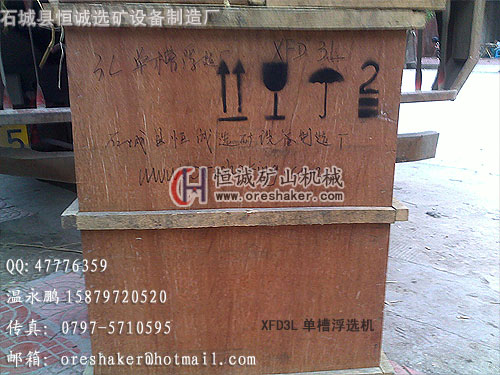 石城县恒诚选矿设备制造厂
3L 单槽浮选厂 XFD 3L
2
石城县恒诚选矿设备制造厂
恒诚矿山机械
www.oreshaker.com
5
QQ:47776359
温永鹏 15879720520
传真: 0797-5710595
XFD3L 单槽浮选机
邮箱: oreshaker@hotmail.com